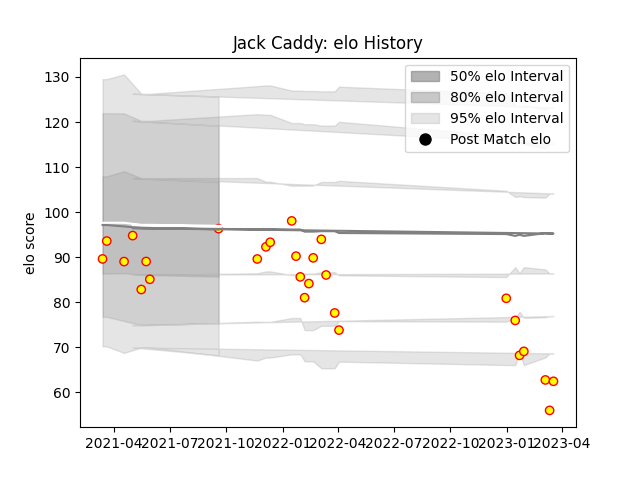 Jack Caddy: elo History
50% elo Interval
80% elo Interval
95% elo Interval
Post Match elo
elo score
130
120
110
100
90
80
70
60
2021-04 2021-07 2021-10 2022-01 2022-04 2022-07 2022-10 2023-01 2023-04